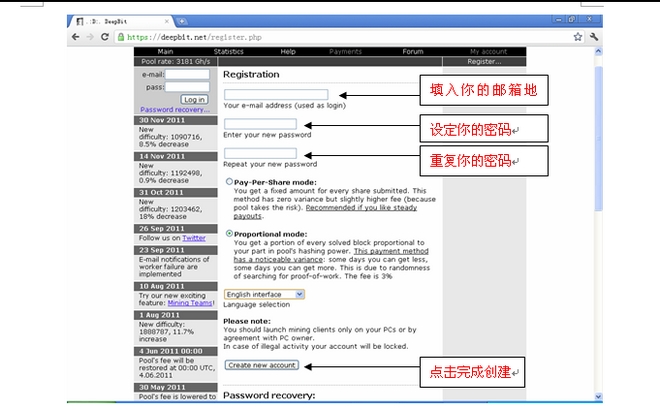 .:D:. DeepBit
https://deepbit.net/register.php
Main Statistics Help Payments Forum My account
Pool rate: 3181 Gh/s Register...
e-mail:
pass:
Log in
Password recovery...
30 Nov 2011
New
difficulty: 1090716,
8.5% decrease
14 Nov 2011
New
difficulty: 1192498,
0.9% decrease
31 Oct 2011
New
difficulty: 1203462,
18% decrease
26 Sep 2011
Follow us on Twitter
23 Sep 2011
E-mail notifications of
worker failure are
implemented
10 Aug 2011
Try our new exciting
feature: Mining Teams!
1 Aug 2011
New difficulty:
1888787, 11.7%
increase
4 Jun 2011 00:00
Pool's fee will be
restored at 00:00 UTC,
4.06.2011
30 May 2011
Pool's fee is lowered to
Registration
Your e-mail address (used as login)
Enter your new password
Repeat your new password
Pay-Per-Share mode:
You get a fixed amount for every share submitted. This
method has zero variance but slightly higher fee (because
pool takes the risk). Recommended if you like steady
payouts.
Proportional mode:
You get a portion of every solved block proportional to
your part in pool's hashing power. This payment method
has a noticeable variance: some days you can get less,
some days you can get more. This is due to randomness
of searching for proof-of-work. The fee is 3%
English interface
Language selection
Please note:
You should launch mining clients only on your PCs or by
agreement with PC owner.
In case of illegal activity your account will be locked.
Create new account
Password recovery:
填入你的邮箱地
设定你的密码
重复你的密码
点击完成创建